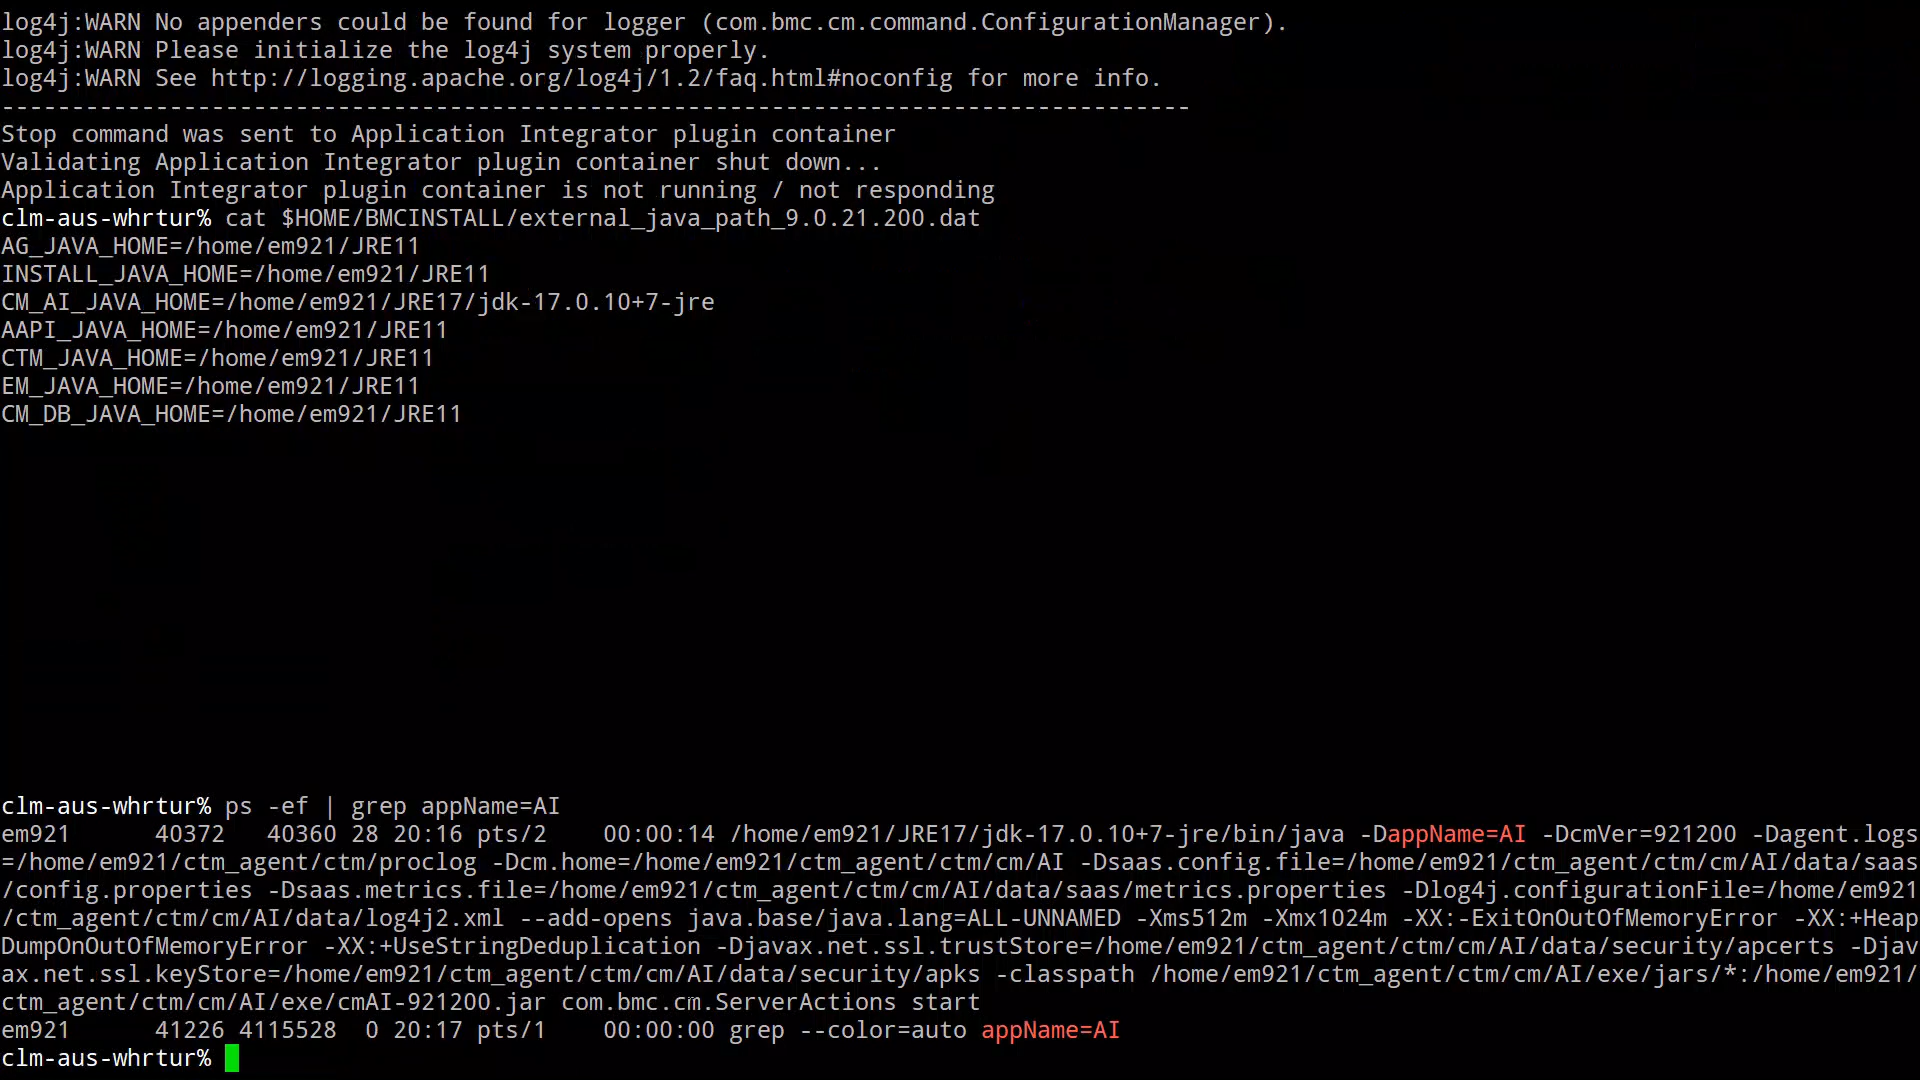 log4j:WARN No appenders could be found for logger (com.bmc.cm.command.ConfigurationManager).
log4j:WARN Please initialize the log4j system properly.
log4j:WARN See http://logging.apache.org/log4j/1.2/faq.html#noconfig for more info.
-------------------------------------------------------------------------------------
Stop command was sent to Application Integrator plugin container
Validating Application Integrator plugin container shut down...
Application Integrator plugin container is not running / not responding
clm-aus-whrtur% cat $HOME/BMCINSTALL/external_java_path_9.0.21.200.dat
AG_JAVA_HOME=/home/em921/JRE11
INSTALL_JAVA_HOME=/home/em921/JRE11
CM_AI_JAVA_HOME=/home/em921/JRE17/jdk-17.0.10+7-jre
AAPI_JAVA_HOME=/home/em921/JRE11
CTM_JAVA_HOME=/home/em921/JRE11
EM_JAVA_HOME=/home/em921/JRE11
CM_DB_JAVA_HOME=/home/em921/JRE11
clm-aus-whrtur% ps -ef | grep appName=AI
em921      40372   40360 28 20:16 pts/2    00:00:14 /home/em921/JRE17/jdk-17.0.10+7-jre/bin/java -DappName=AI -DcmVer=921200 -Dagent.logs
=/home/em921/ctm_agent/ctm/proclog -Dcm.home=/home/em921/ctm_agent/ctm/cm/AI -Dsaas.config.file=/home/em921/ctm_agent/ctm/cm/AI/data/saas
/config.properties -Dsaas.metrics.file=/home/em921/ctm_agent/ctm/cm/AI/data/saas/metrics.properties -Dlog4j.configurationFile=/home/em921
/ctm_agent/ctm/cm/AI/data/log4j2.xml --add-opens java.base/java.lang=ALL-UNNAMED -Xms512m -Xmx1024m -XX:-ExitOnOutOfMemoryError -XX:+Heap
DumpOnOutOfMemoryError -XX:+UseStringDeduplication -Djavax.net.ssl.trustStore=/home/em921/ctm_agent/ctm/cm/AI/data/security/apcerts -Djav
ax.net.ssl.keyStore=/home/em921/ctm_agent/ctm/cm/AI/data/security/apks -classpath /home/em921/ctm_agent/ctm/cm/AI/exe/jars/*:/home/em921/
ctm_agent/ctm/cm/AI/exe/cmAI-921200.jar com.bmc.cm.ServerActions start
em921      41226 4115528  0 20:17 pts/1    00:00:00 grep --color=auto appName=AI
clm-aus-whrtur%